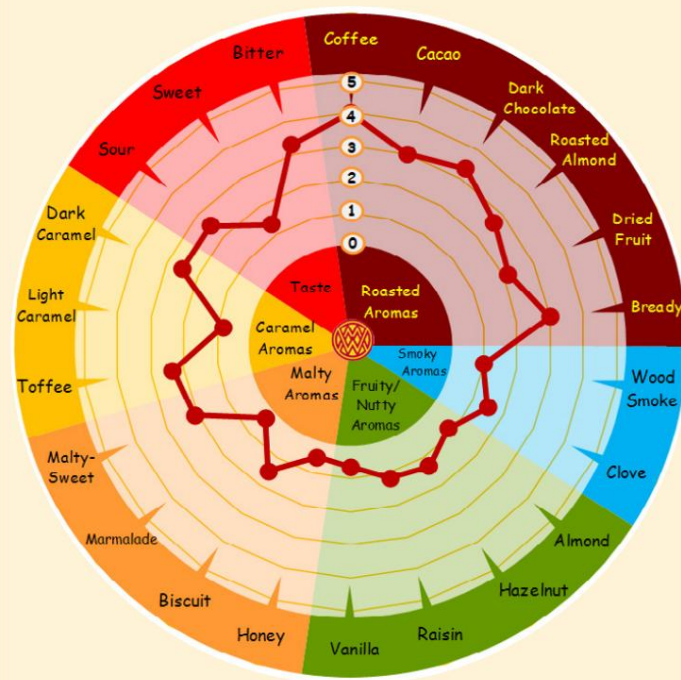 Coffee
Cacao
Dark
Chocolate
Roasted
Almond
Dried
Fruit
Bready
Wood
Smoke
Clove
Almond
Hazelnut
Raisin
Vanilla
Honey
Biscuit
Marmalade
Malty-
Sweet
Toffee
Light
Caramel
Dark
Caramel
Sour
Sweet
Bitter
5
4
3
2
1
0
Taste
Roasted
Aromas
Smoky
Aromas
Fruity/
Nutty
Aromas
Malty
Aromas
Caramel
Aromas